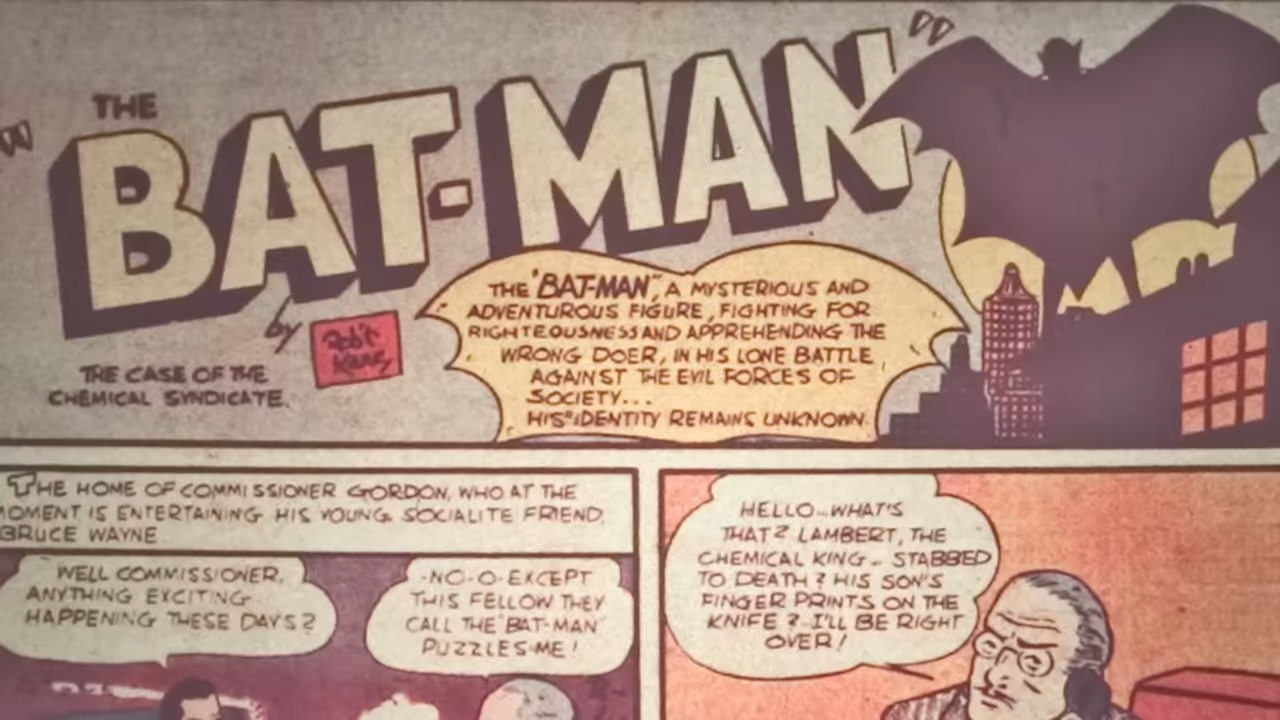 "THE
BAT-MAN"
by Rob't
Kane
THE CASE OF THE
CHEMICAL SYNDICATE.
THE "BAT-MAN", A MYSTERIOUS AND
ADVENTUROUS FIGURE, FIGHTING FOR
RIGHTEOUSNESS AND APPREHENDING THE
WRONG DOER, IN HIS LONE BATTLE
AGAINST THE EVIL FORCES OF
SOCIETY...
HIS "IDENTITY REMAINS UNKNOWN.
THE HOME OF COMMISSIONER GORDON, WHO AT THE
MOMENT IS ENTERTAINING HIS YOUNG SOCIALITE FRIEND,
BRUCE WAYNE
WELL COMMISSIONER,
ANYTHING EXCITING
HAPPENING THESE DAYS?
-NO-O-EXCEPT
THIS FELLOW THEY
CALL THE 'BAT-MAN'
PUZZLES ME!
HELLO..WHAT'S
THAT? LAMBERT, THE
CHEMICAL KING.. STABBED
TO DEATH? HIS SON'S
FINGER PRINTS ON THE
KNIFE? I'LL BE RIGHT
OVER!